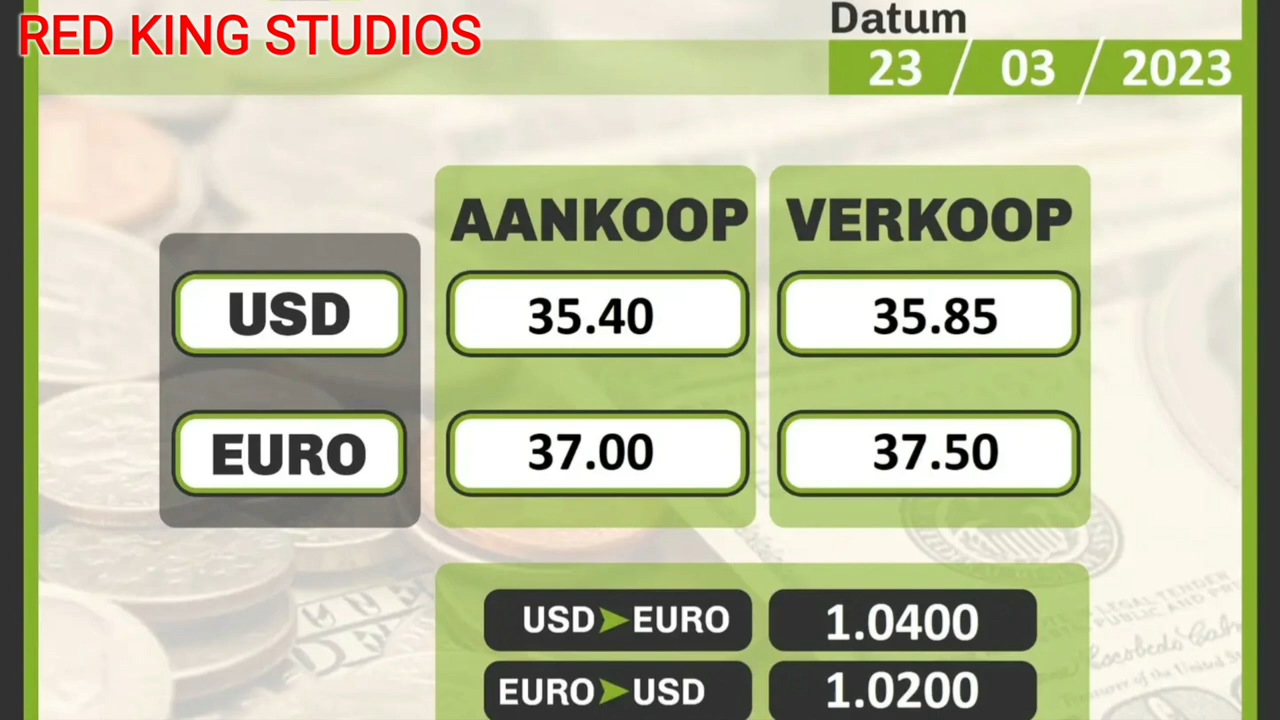 RED KING STUDIOS
Datum
23 / 03 / 2023
AANKOOP VERKOOP
USD 35.40 35.85
EURO 37.00 37.50
USD➤EURO 1.0400
EURO➤USD 1.0200